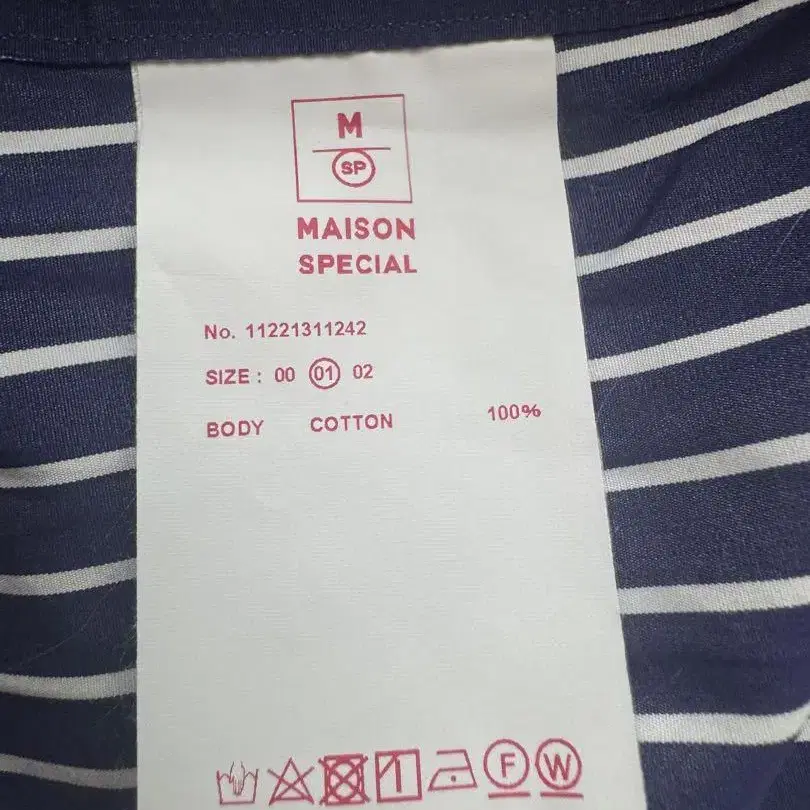 M
SP
MAISON
SPECIAL
No. 11221311242
SIZE : 00 01 02
BODY COTTON 100%
F W